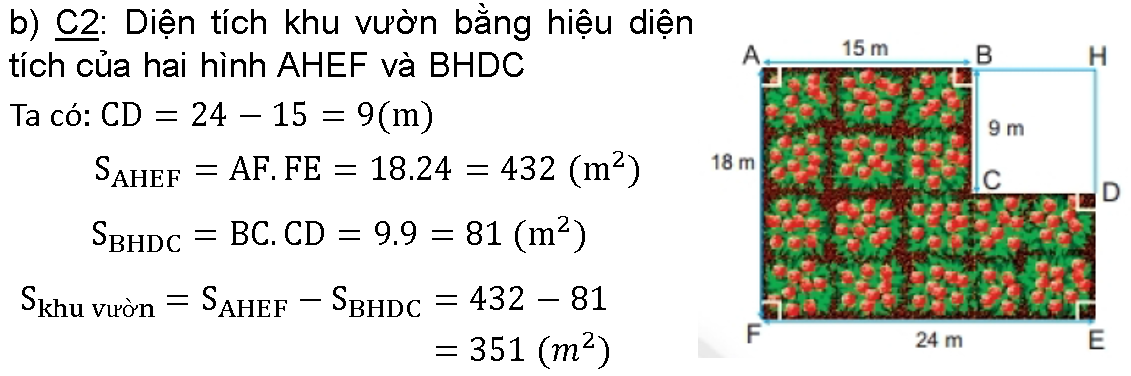 b) C2: Diện tích khu vườn bằng hiệu diện
tích của hai hình AHEF và BHDC
Ta có: CD = 24 − 15 = 9(m)
S_AHEF = AF. FE = 18.24 = 432 (m²)
S_BHDC = BC. CD = 9.9 = 81 (m²)
S_khu vườn = S_AHEF − S_BHDC = 432 − 81
= 351 (m²)
A 15 m B H
9 m
18 m
C D
F 24 m E